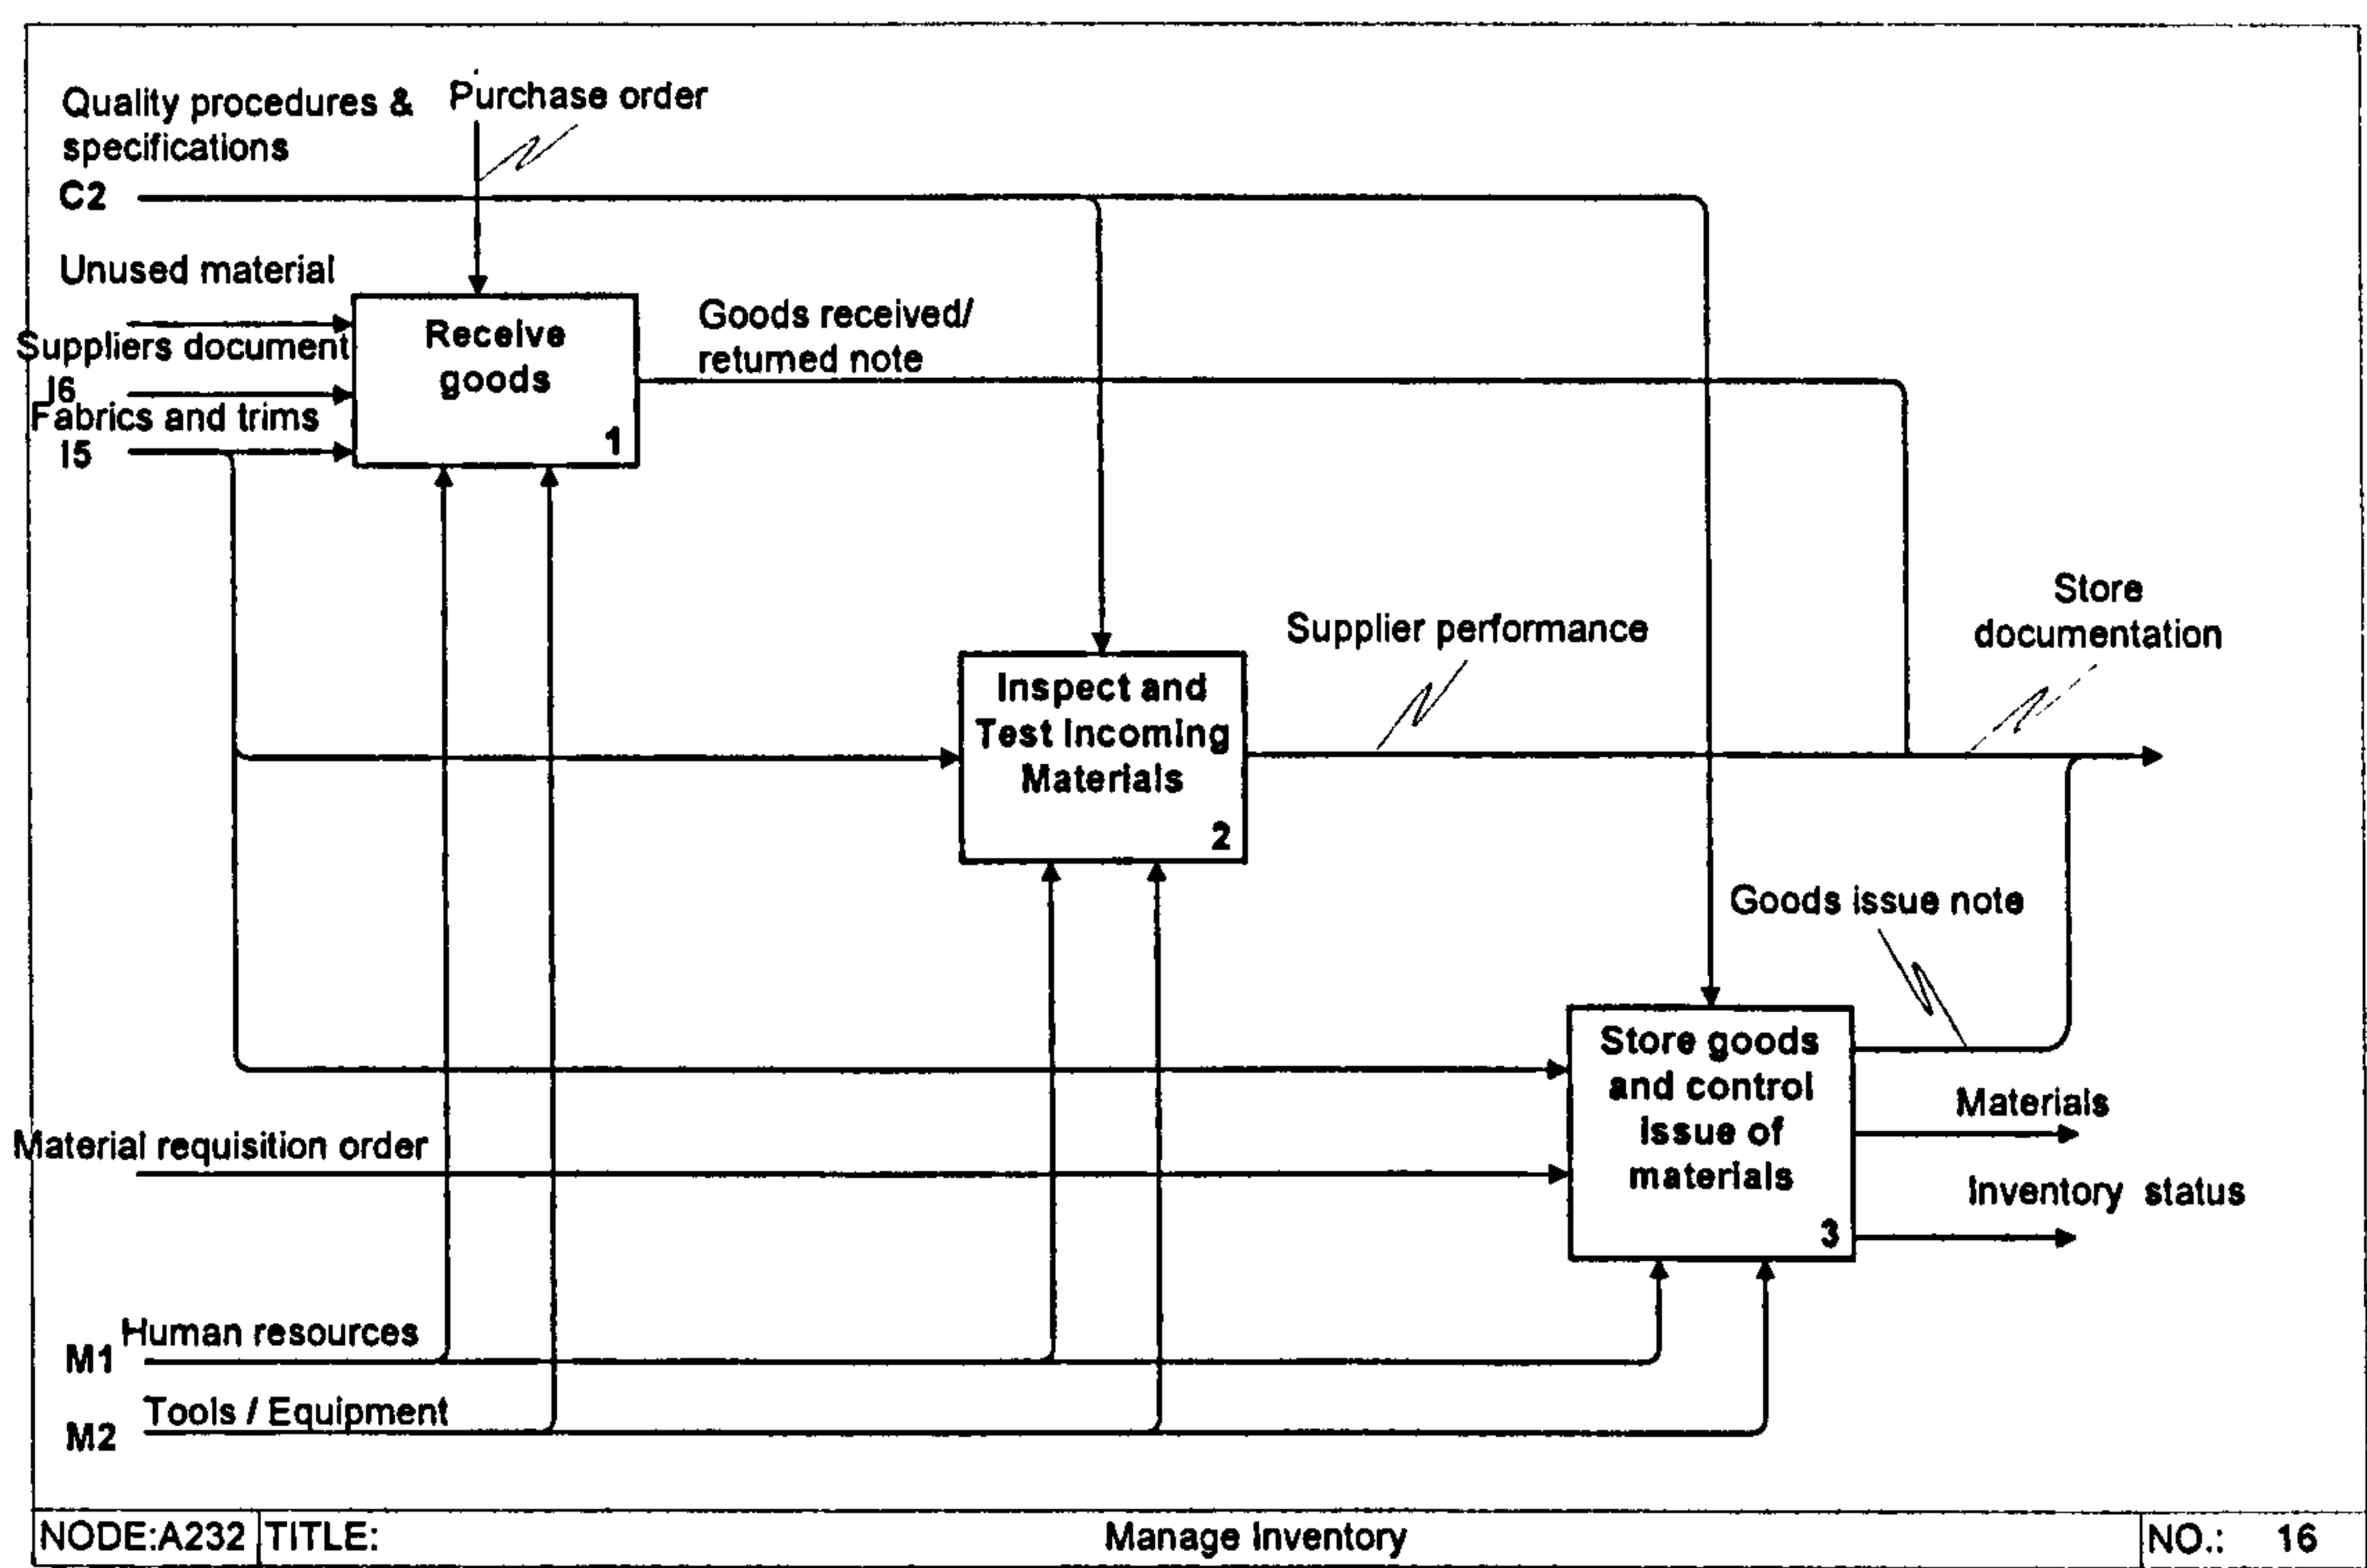 Quality procedures &
specifications
Purchase order
C2
Unused material
Suppliers document
I6
Fabrics and trims
I5
Receive
goods
1
Goods received/
returned note
Inspect and
Test Incoming
Materials
2
Supplier performance
Store
documentation
Goods issue note
Store goods
and control
issue of
materials
3
Materials
Inventory status
Material requisition order
Human resources
M1
Tools / Equipment
M2
NODE:A232
TITLE:
Manage Inventory
NO.: 16